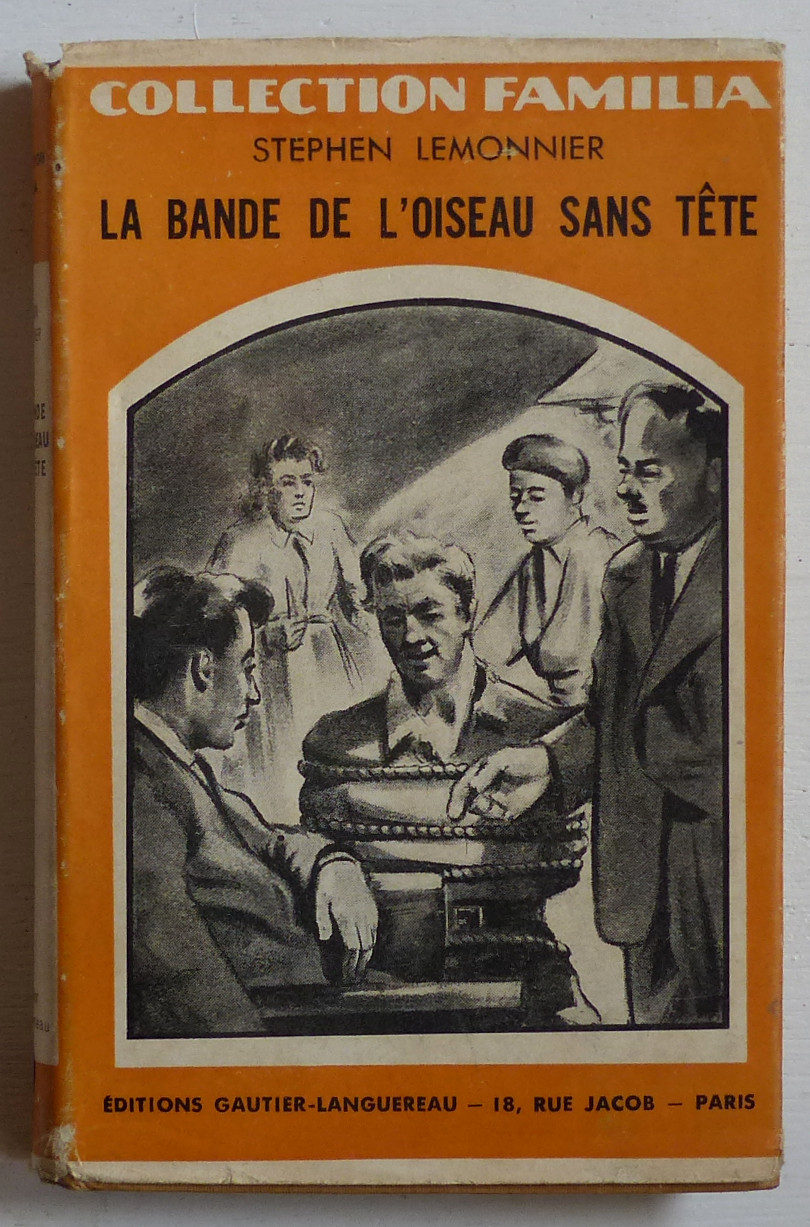 COLLECTION FAMILIA
STEPHEN LEMONNIER
LA BANDE DE L'OISEAU SANS TÊTE
ÉDITIONS GAUTIER-LANGUEREAU – 18, RUE JACOB – PARIS